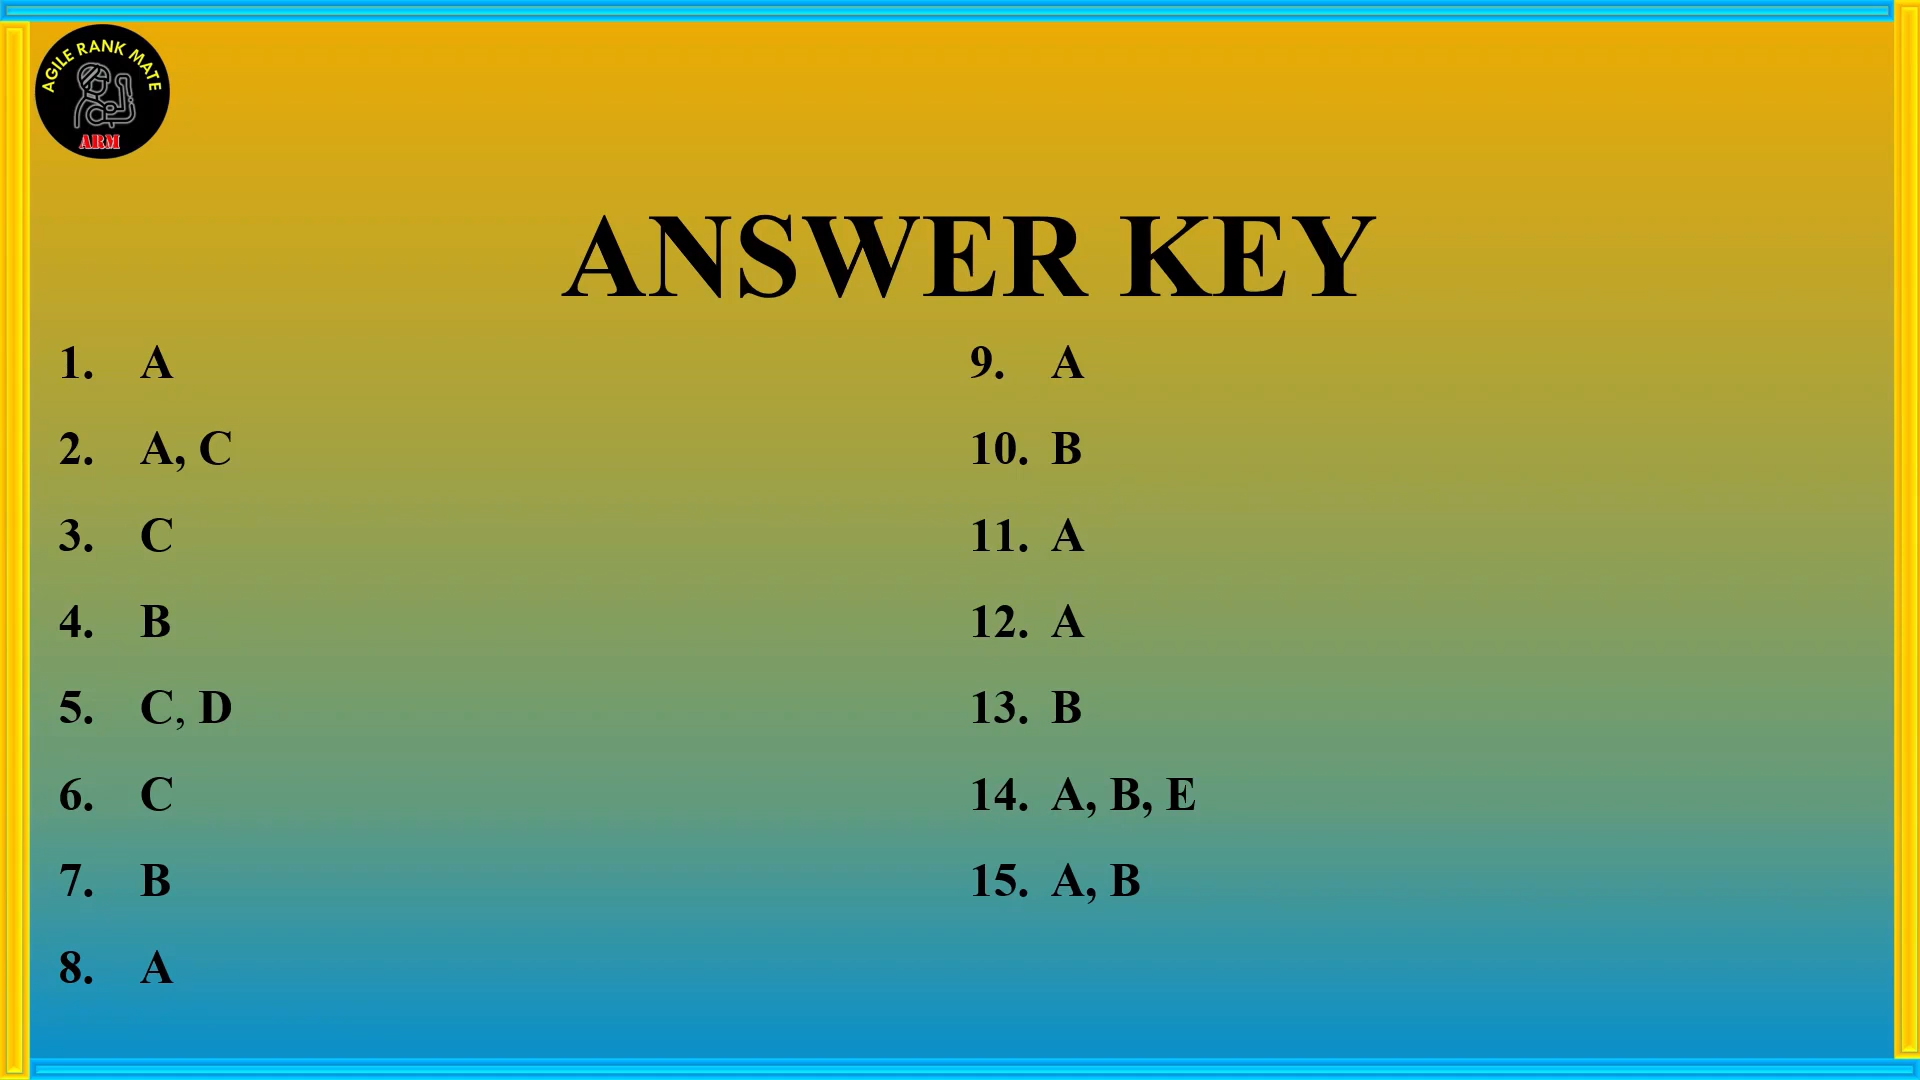 AGILE RANK MATE
ARM
ANSWER KEY
1. A
2. A, C
3. C
4. B
5. C, D
6. C
7. B
8. A
9. A
10. B
11. A
12. A
13. B
14. A, B, E
15. A, B